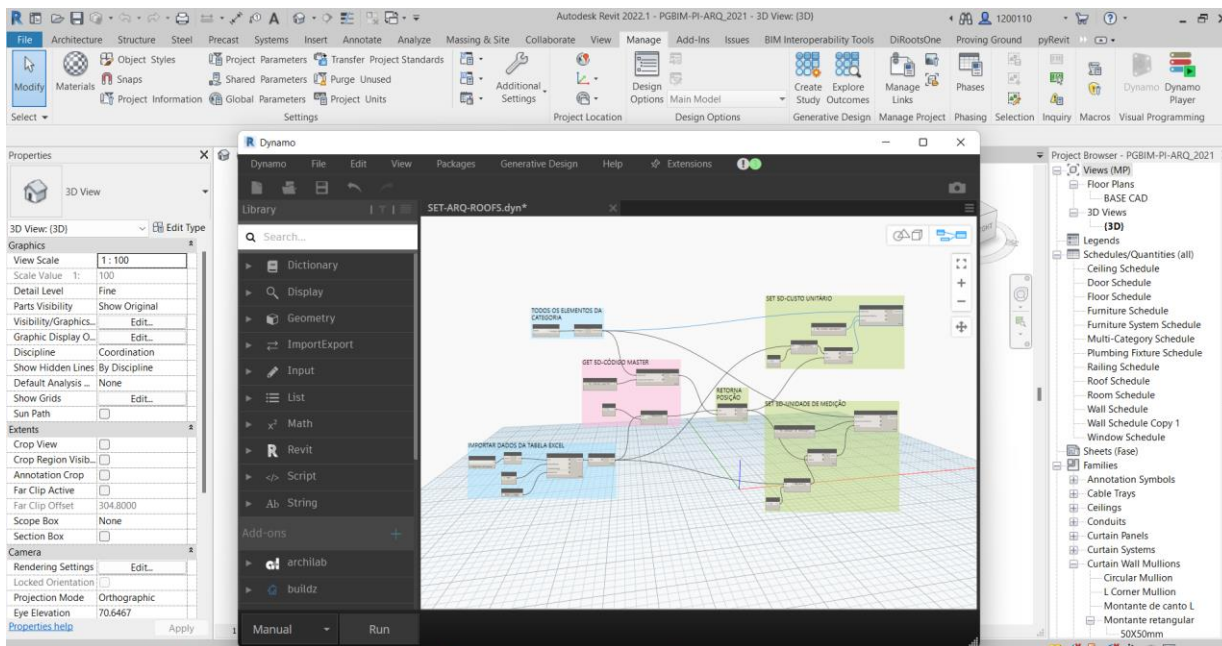 Autodesk Revit 2022.1 - PGBIM-PI-ARQ_2021 - 3D View: {3D}
1200110
File Architecture Structure Steel Precast Systems Insert Annotate Analyze Massing & Site Collaborate View Manage Add-Ins Issues BIM Interoperability Tools DiRootsOne Proving Ground pyRevit
Modify
Materials
Object Styles
Snaps
Project Information
Project Parameters
Shared Parameters
Global Parameters
Transfer Project Standards
Purge Unused
Project Units
Additional Settings
Design Options
Main Model
Create Study
Explore Outcomes
Manage Links
Phases
Dynamo
Dynamo Player
Select
Settings
Project Location
Design Options
Generative Design
Manage Project
Phasing
Selection
Inquiry
Macros
Visual Programming
Properties
3D View
3D View: {3D}
Edit Type
Graphics
View Scale 1 : 100
Scale Value 1: 100
Detail Level Fine
Parts Visibility Show Original
Visibility/Graphics... Edit...
Graphic Display O... Edit...
Discipline Coordination
Show Hidden Lines By Discipline
Default Analysis ... None
Show Grids Edit...
Sun Path
Extents
Crop View
Crop Region Visib...
Annotation Crop
Far Clip Active
Far Clip Offset 304.8000
Scope Box None
Section Box
Camera
Rendering Settings Edit...
Locked Orientation
Projection Mode Orthographic
Eye Elevation 70.6467
Properties help
Apply
Dynamo
Dynamo File Edit View Packages Generative Design Help Extensions
Library
SET-ARQ-ROOFS.dyn*
Search...
Dictionary
Display
Geometry
ImportExport
Input
List
Math
Revit
Script
String
Add-ons
archilab
buildz
Manual
Run
TODOS OS ELEMENTOS DA
CATEGORIA
GET 5D-CÓDIGO MASTER
IMPORTAR DADOS DA TABELA EXCEL
RETORNA
POSIÇÃO
SET 5D-CUSTO UNITÁRIO
SET 5D-UNIDADE DE MEDIÇÃO
Project Browser - PGBIM-PI-ARQ_2021
Views (MP)
Floor Plans
BASE CAD
3D Views
{3D}
Legends
Schedules/Quantities (all)
Ceiling Schedule
Door Schedule
Floor Schedule
Furniture Schedule
Furniture System Schedule
Multi-Category Schedule
Plumbing Fixture Schedule
Railing Schedule
Roof Schedule
Room Schedule
Wall Schedule
Wall Schedule Copy 1
Window Schedule
Sheets (Fase)
Families
Annotation Symbols
Cable Trays
Ceilings
Conduits
Curtain Panels
Curtain Systems
Curtain Wall Mullions
Circular Mullion
L Corner Mullion
Montante de canto L
Montante retangular
50X50mm